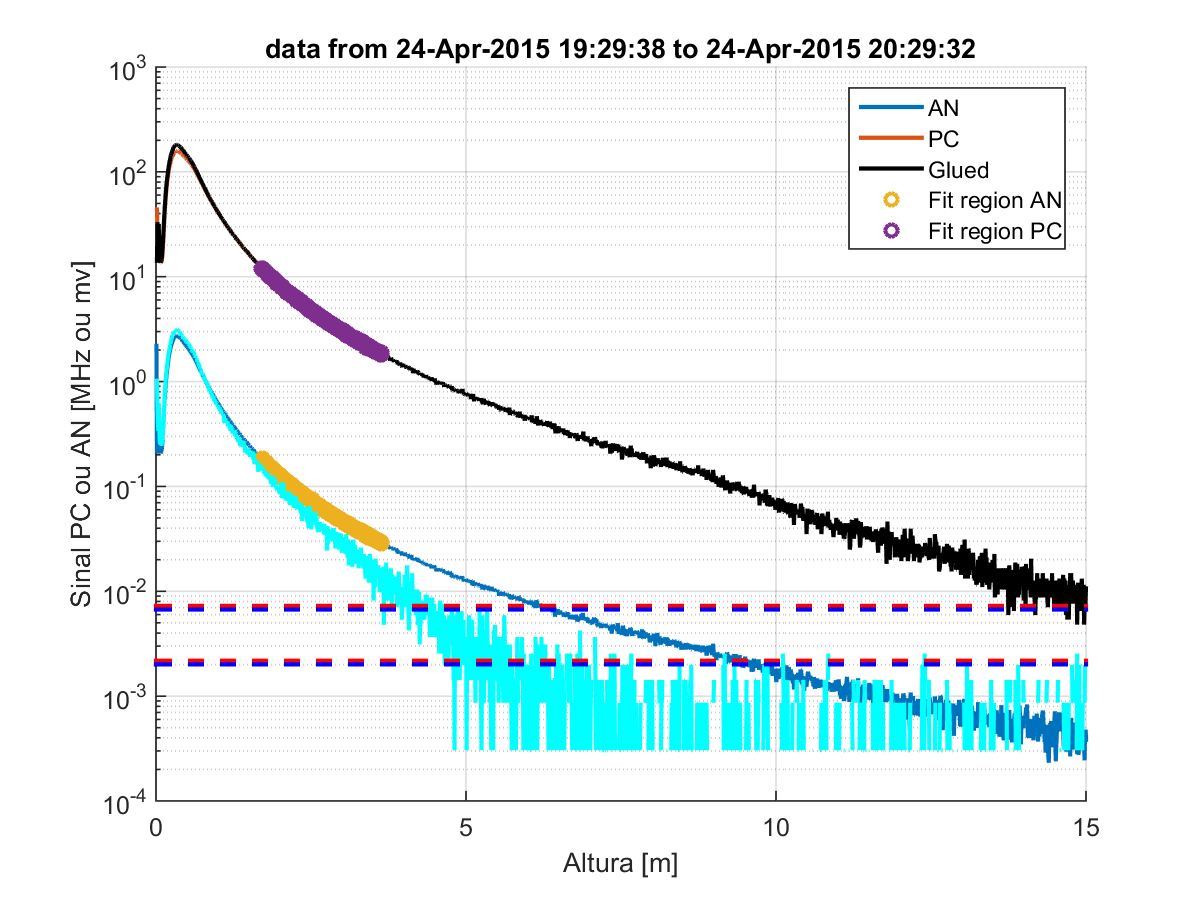 data from 24-Apr-2015 19:29:38 to 24-Apr-2015 20:29:32
10^3
10^2
10^1
10^0
10^-1
10^-2
10^-3
10^-4
Sinal PC ou AN [MHz ou mv]
AN
PC
Glued
Fit region AN
Fit region PC
0
5
10
15
Altura [m]